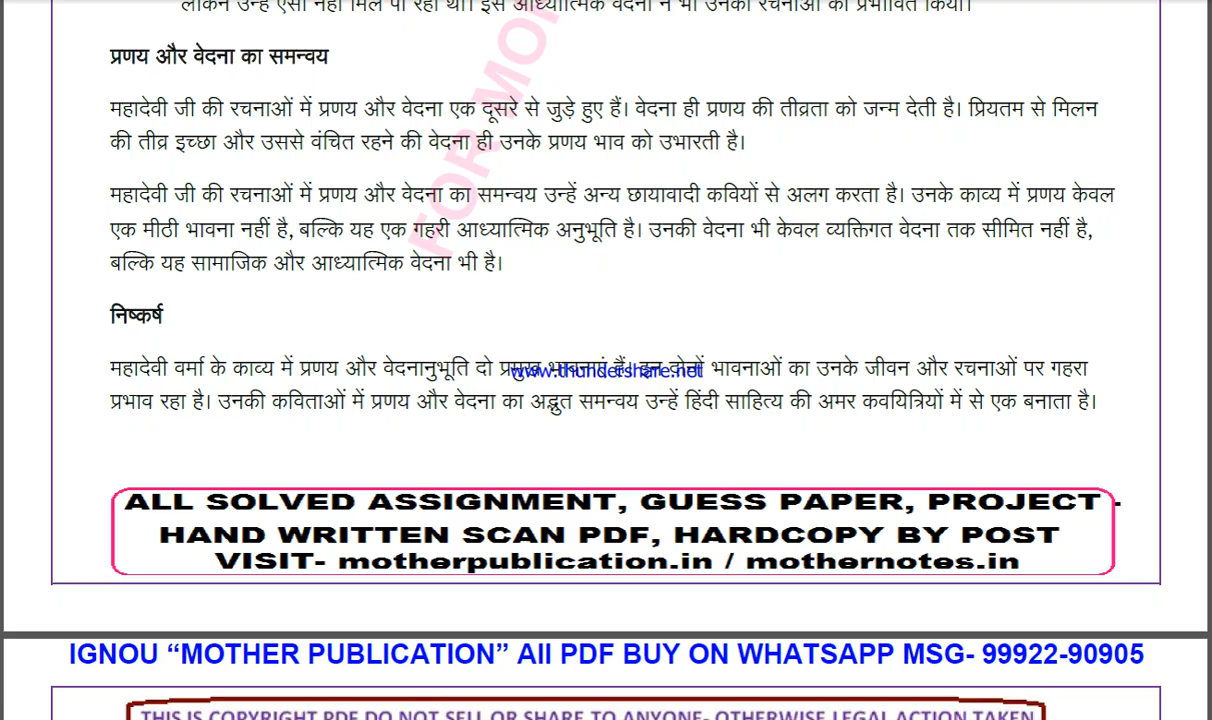 लेकिन उन्हें ऐसा नहीं मिल पा रहा था। इस आध्यात्मिक वेदना ने भी उनकी रचनाओं को प्रभावित किया।
प्रणय और वेदना का समन्वय
महादेवी जी की रचनाओं में प्रणय और वेदना एक दूसरे से जुड़े हुए हैं। वेदना ही प्रणय की तीव्रता को जन्म देती है। प्रियतम से मिलन
की तीव्र इच्छा और उससे वंचित रहने की वेदना ही उनके प्रणय भाव को उभारती है।
महादेवी जी की रचनाओं में प्रणय और वेदना का समन्वय उन्हें अन्य छायावादी कवियों से अलग करता है। उनके काव्य में प्रणय केवल
एक मीठी भावना नहीं है, बल्कि यह एक गहरी आध्यात्मिक अनुभूति है। उनकी वेदना भी केवल व्यक्तिगत वेदना तक सीमित नहीं है,
बल्कि यह सामाजिक और आध्यात्मिक वेदना भी है।
निष्कर्ष
महादेवी वर्मा के काव्य में प्रणय और वेदनानुभूति दो प्रमुख भावनाएं हैं। इन दोनों भावनाओं का उनके जीवन और रचनाओं पर गहरा
www.thundershare.net
प्रभाव रहा है। उनकी कविताओं में प्रणय और वेदना का अद्भुत समन्वय उन्हें हिंदी साहित्य की अमर कवयित्रियों में से एक बनाता है।
FOR MO
ALL SOLVED ASSIGNMENT, GUESS PAPER, PROJECT -
HAND WRITTEN SCAN PDF, HARDCOPY BY POST
VISIT- motherpublication.in / mothernotes.in
IGNOU “MOTHER PUBLICATION” All PDF BUY ON WHATSAPP MSG- 99922-90905
THIS IS COPYRIGHT PDF DO NOT SELL OR SHARE TO ANYONE- OTHERWISE LEGAL ACTION TAKEN